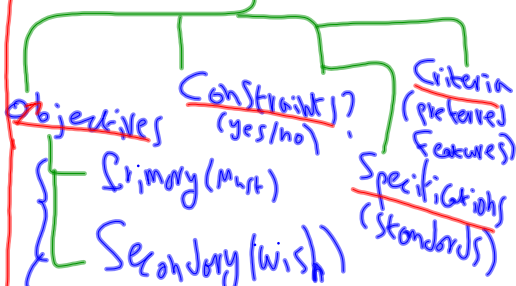 Objectives
Primary (Must)
Secondary (Wish)
Constraints?
(yes/no)
Specifications
(standards)
Criteria
(preferred
Features)